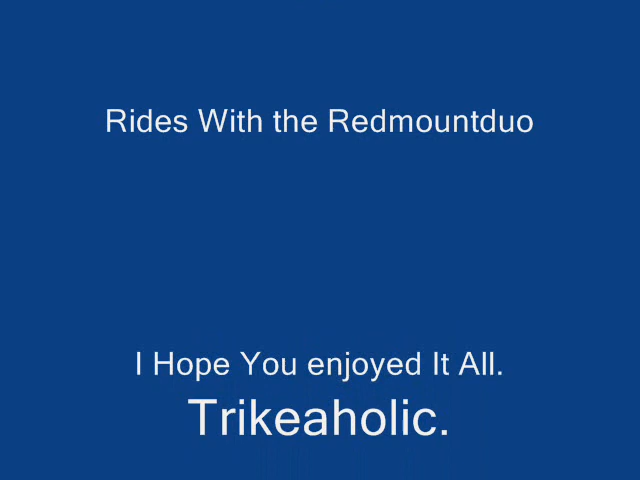 Rides With the Redmountduo
I Hope You enjoyed It All.
Trikeaholic.